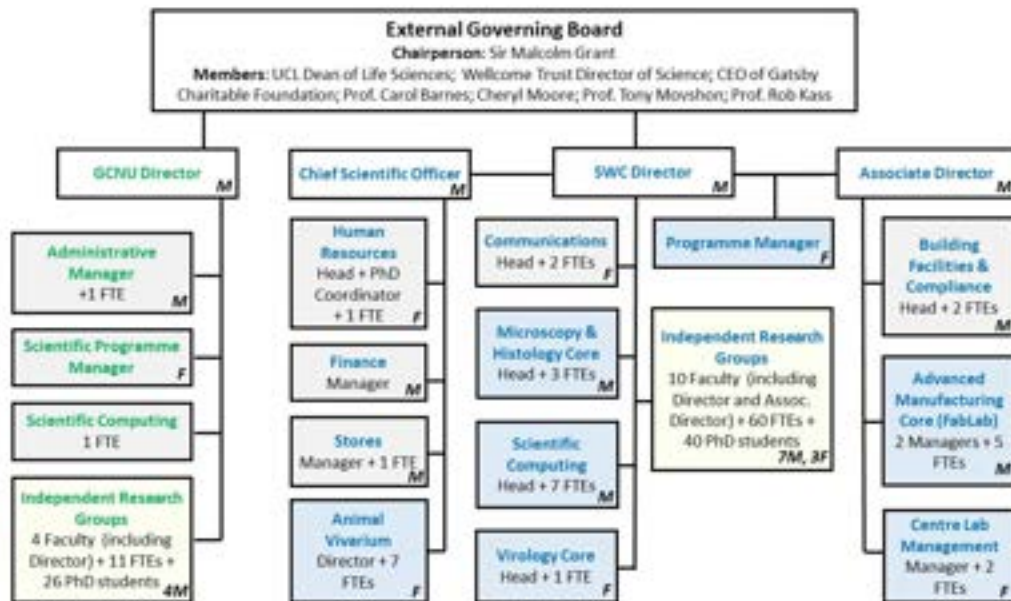 External Governing Board
Chairperson: Sir Malcolm Grant
Members: UCL Dean of Life Sciences; Wellcome Trust Director of Science; CEO of Gatsby
Charitable Foundation; Prof. Carol Barnes; Cheryl Moore; Prof. Tony Movshon; Prof. Rob Kass
GCNU Director
M
Chief Scientific Officer
M
SWC Director
M
Associate Director
M
Administrative
Manager
+1 FTE
M
Scientific Programme
Manager
F
Scientific Computing
1 FTE
Independent Research
Groups
4 Faculty (including
Director) + 11 FTEs +
26 PhD students
4M
Human
Resources
Head + PhD
Coordinator
+ 1 FTE
F
Finance
Manager
M
Stores
Manager + 1 FTE
M
Animal
Vivarium
Director + 7
FTEs
F
Communications
Head + 2 FTEs
F
Microscopy &
Histology Core
Head + 3 FTEs
M
Scientific
Computing
Head + 7 FTEs
M
Virology Core
Head + 1 FTE
F
Programme Manager
F
Independent Research
Groups
10 Faculty (including
Director and Assoc.
Director) + 60 FTEs +
40 PhD students
7M, 3F
Building
Facilities &
Compliance
Head + 2 FTEs
M
Advanced
Manufacturing
Core (FabLab)
2 Managers + 5
FTEs
M
Centre Lab
Management
Manager + 2
FTEs
F